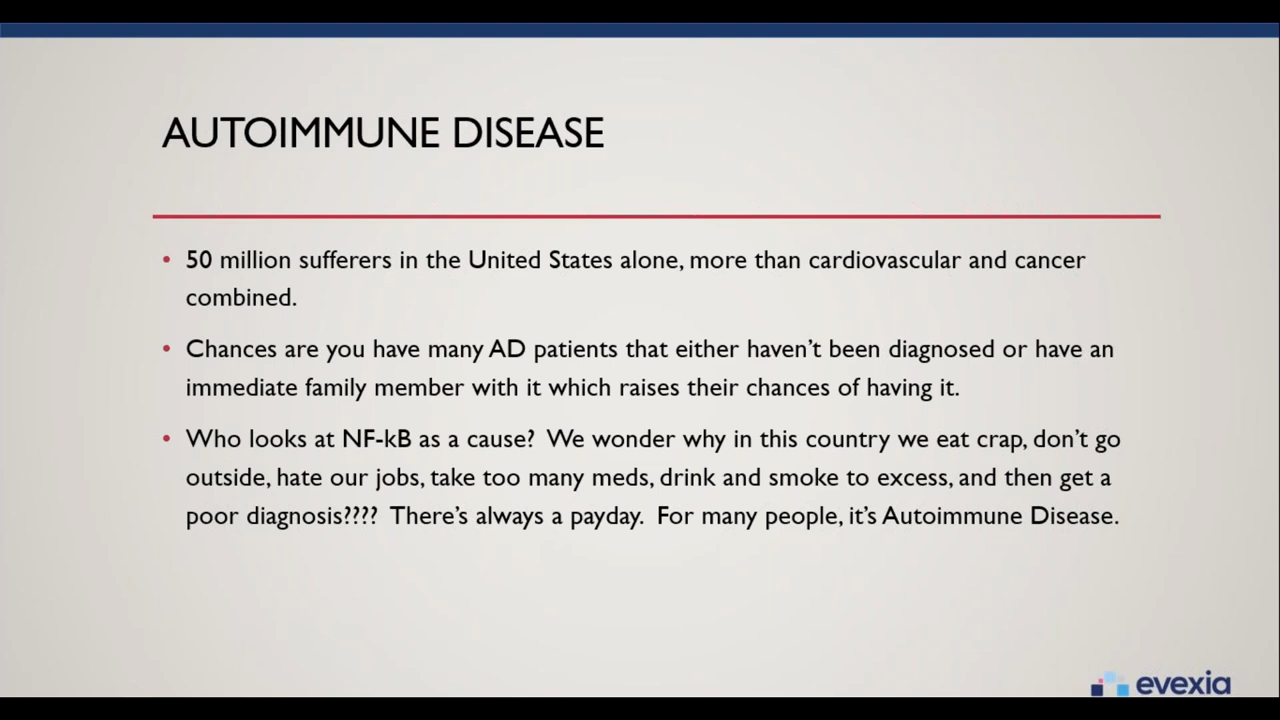 AUTOIMMUNE DISEASE
• 50 million sufferers in the United States alone, more than cardiovascular and cancer
combined.
• Chances are you have many AD patients that either haven't been diagnosed or have an
immediate family member with it which raises their chances of having it.
• Who looks at NF-kB as a cause?  We wonder why in this country we eat crap, don't go
outside, hate our jobs, take too many meds, drink and smoke to excess, and then get a
poor diagnosis????  There's always a payday.  For many people, it's Autoimmune Disease.
evexia